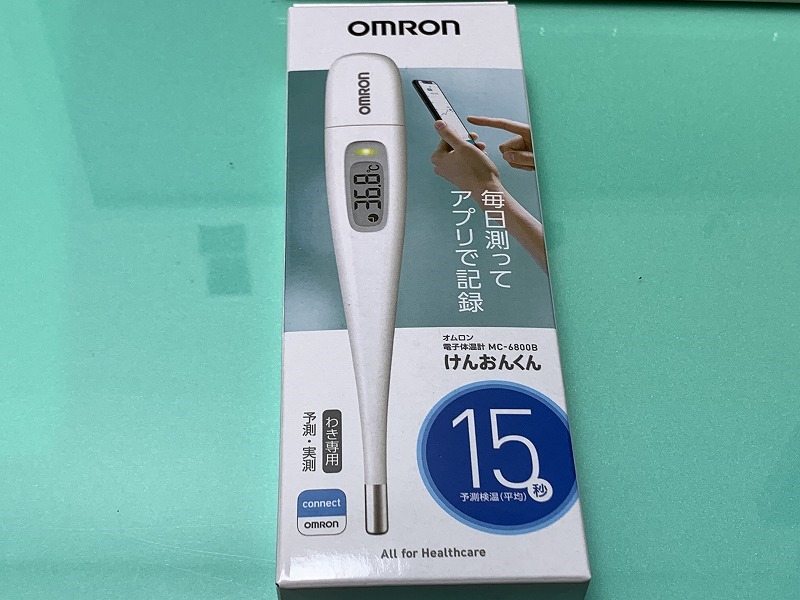 OMRON
OMRON
36.8℃
毎日測って
アプリで記録
オムロン
電子体温計 MC-6800B
けんおんくん
15秒
予測検温(平均)
わき専用
予測・実測
connect
OMRON
All for Healthcare